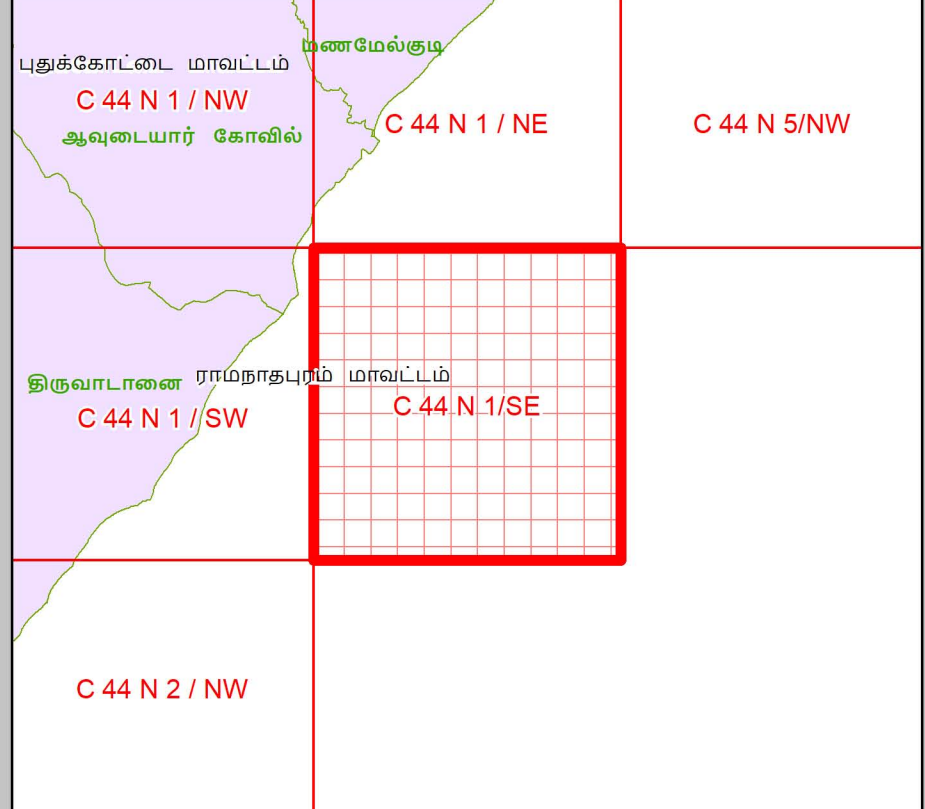 மணமேல்குடி
புதுக்கோட்டை மாவட்டம்
C 44 N 1 / NW
C 44 N 1 / NE
C 44 N 5/NW
ஆவுடையார் கோவில்
திருவாடானை
ராமநாதபுரம் மாவட்டம்
C 44 N 1 / SW
C 44 N 1/SE
C 44 N 2 / NW